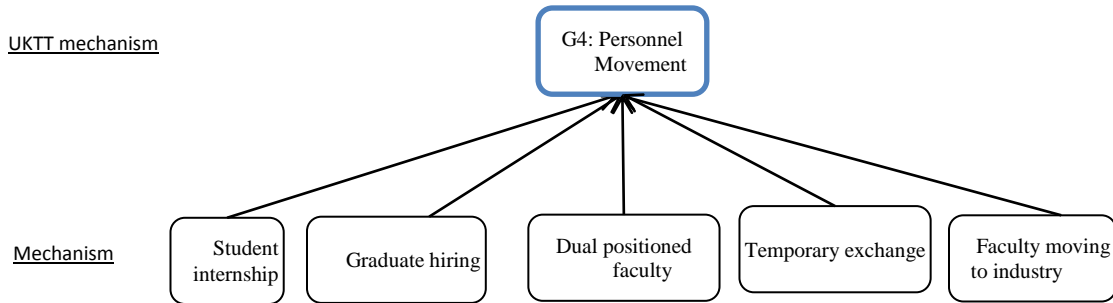 UKTT mechanism
G4: Personnel
Movement
Mechanism
Student
internship
Graduate hiring
Dual positioned
faculty
Temporary exchange
Faculty moving
to industry